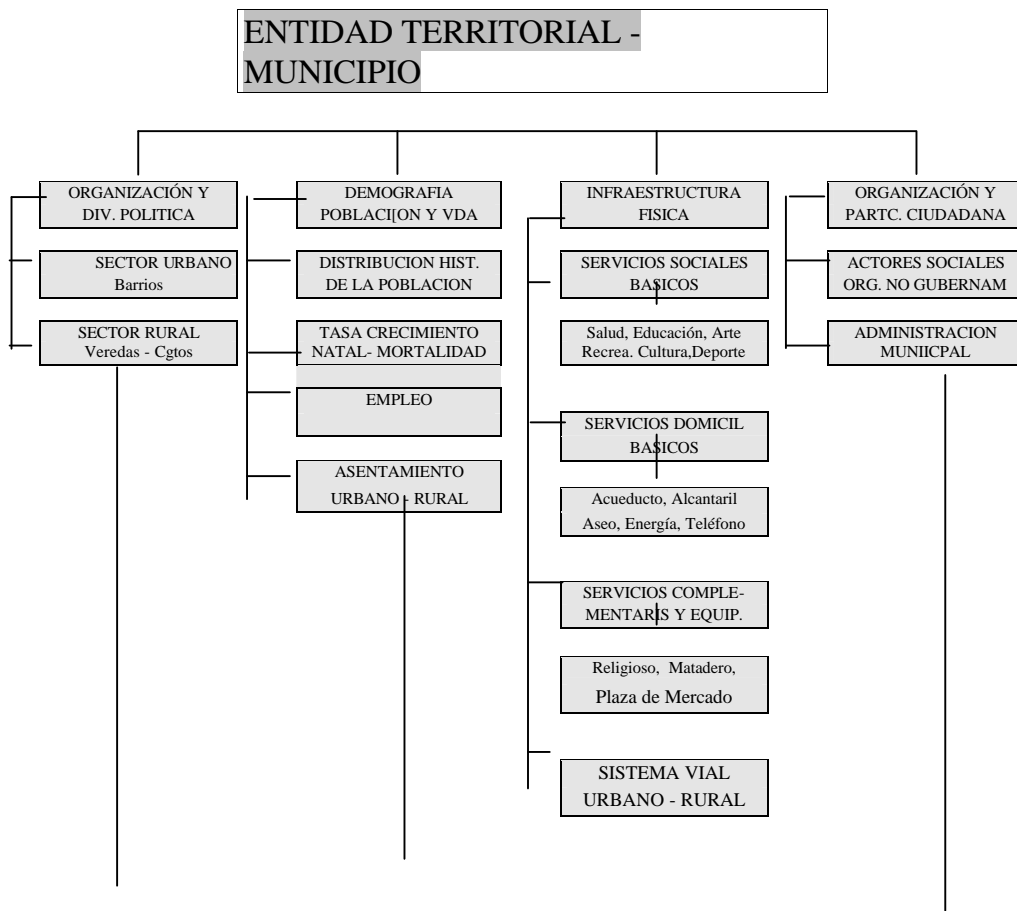 ENTIDAD TERRITORIAL -
MUNICIPIO
ORGANIZACIÓN Y
DIV. POLITICA
SECTOR URBANO
Barrios
SECTOR RURAL
Veredas - Cgtos
DEMOGRAFIA
POBLACI[ON Y VDA
DISTRIBUCION HIST.
DE LA POBLACION
TASA CRECIMIENTO
NATAL- MORTALIDAD
EMPLEO
ASENTAMIENTO
URBANO - RURAL
INFRAESTRUCTURA
FISICA
SERVICIOS SOCIALES
BASICOS
Salud, Educación, Arte
Recrea. Cultura,Deporte
SERVICIOS DOMICIL
BASICOS
Acueducto, Alcantaril
Aseo, Energía, Teléfono
SERVICIOS COMPLE-
MENTARIS Y EQUIP.
Religioso, Matadero,
Plaza de Mercado
SISTEMA VIAL
URBANO - RURAL
ORGANIZACIÓN Y
PARTC. CIUDADANA
ACTORES SOCIALES
ORG. NO GUBERNAM
ADMINISTRACION
MUNIICPAL